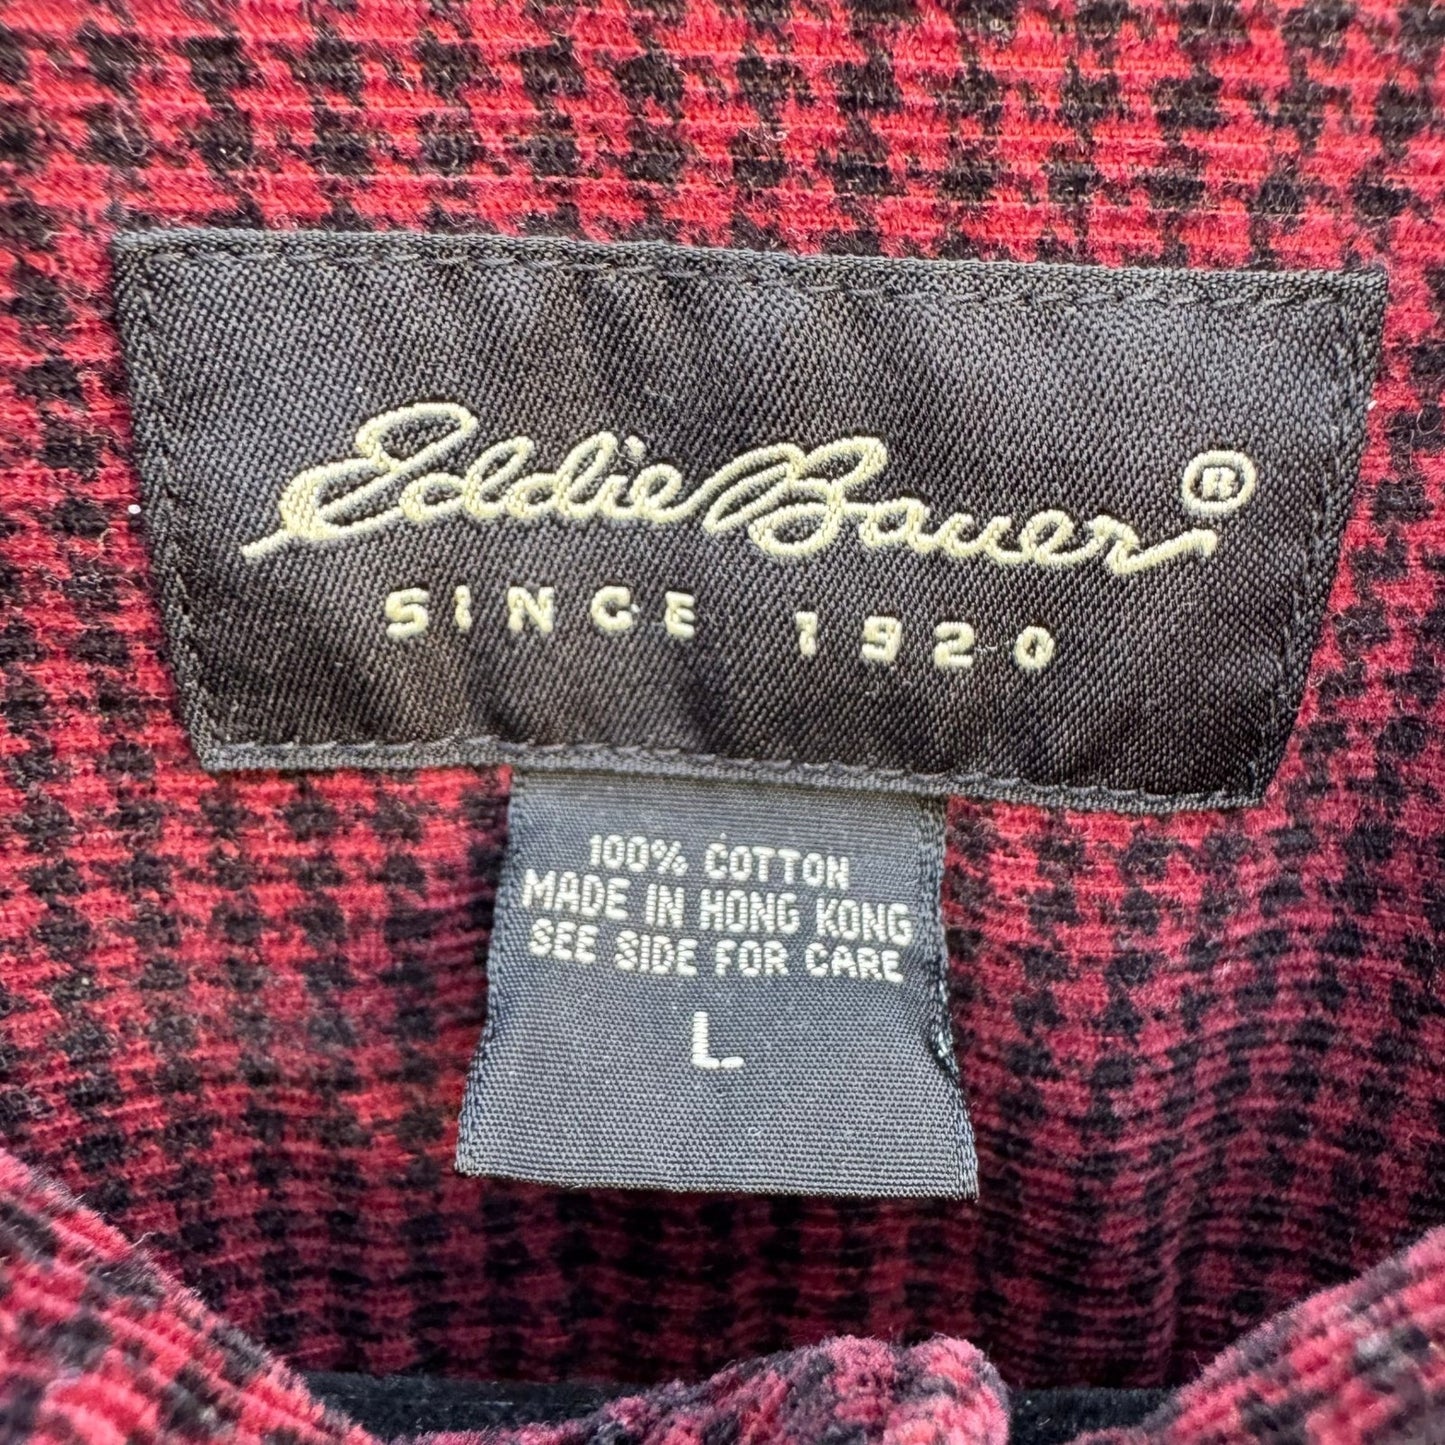 Eddie Bauer®
SINCE 1920
100% COTTON
MADE IN HONG KONG
SEE SIDE FOR CARE
L